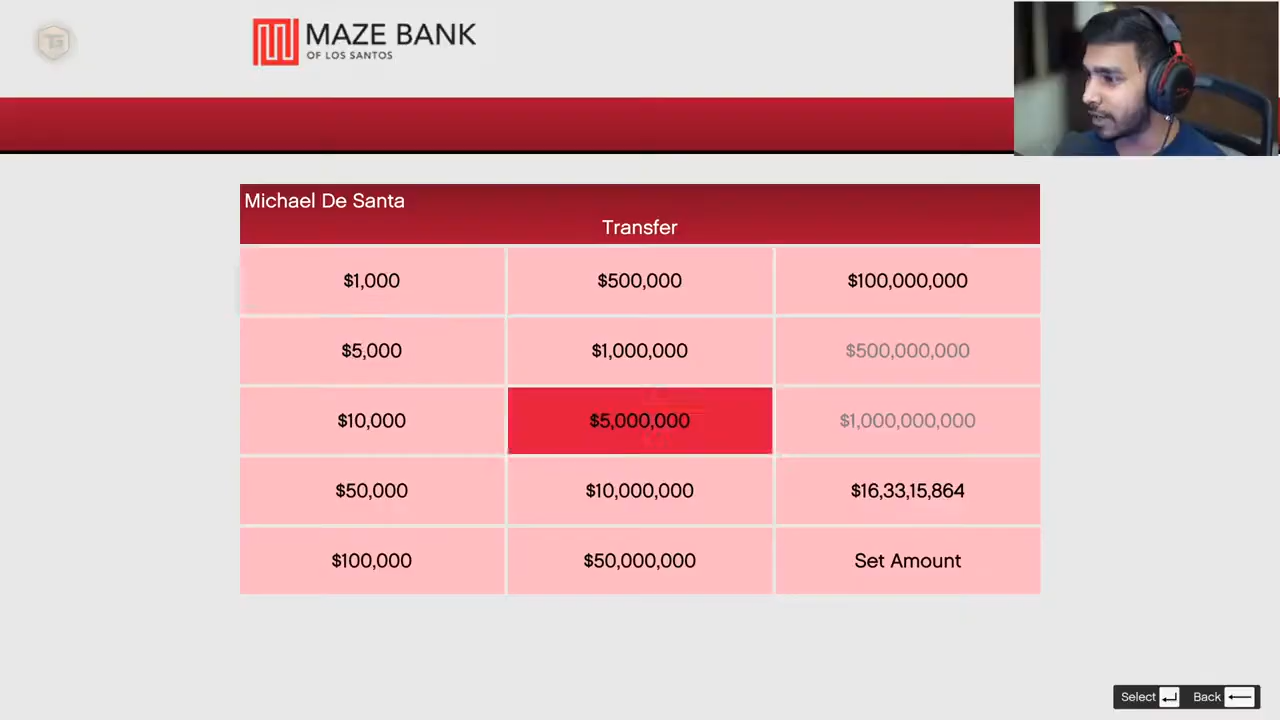 TG
MAZE BANK
OF LOS SANTOS
Michael De Santa
Transfer
$1,000 $500,000 $100,000,000
$5,000 $1,000,000 $500,000,000
$10,000 $5,000,000 $1,000,000,000
$50,000 $10,000,000 $16,33,15,864
$100,000 $50,000,000 Set Amount
Select Back